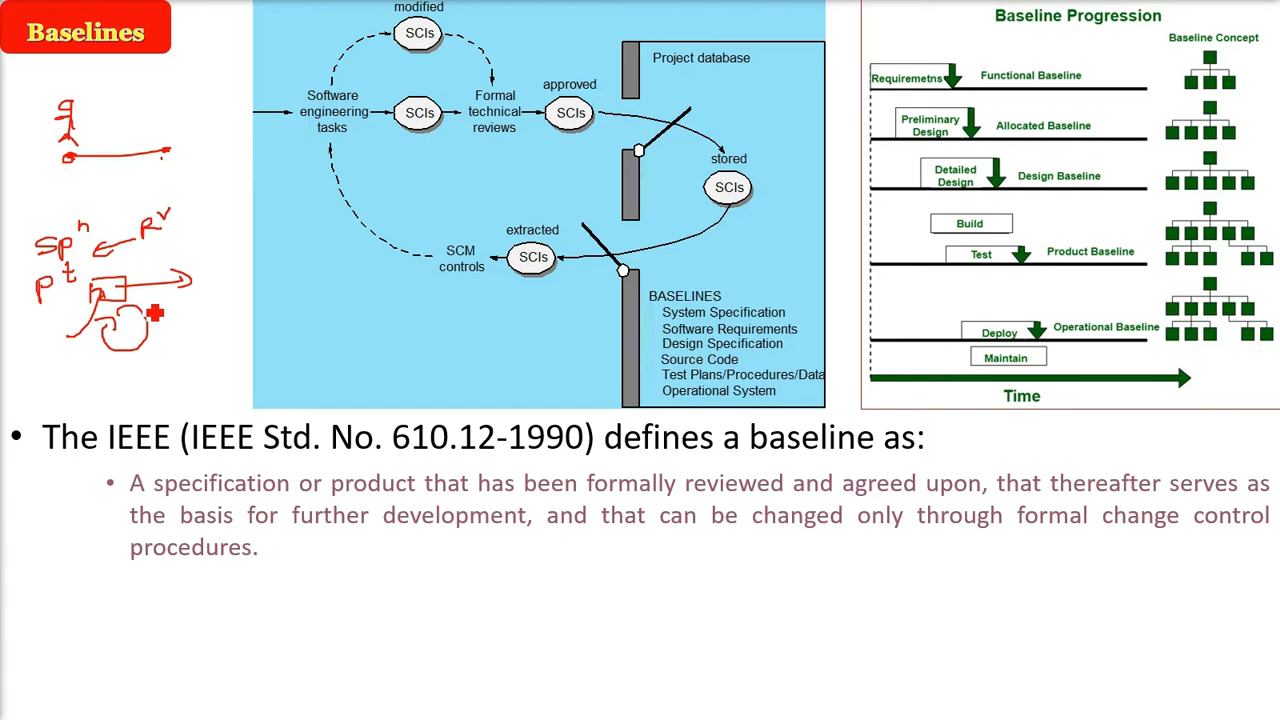 Baselines
modified
SCIs
Software
engineering
tasks
SCIs
Formal
technical
reviews
approved
SCIs
Project database
stored
SCIs
extracted
SCIs
SCM
controls
BASELINES
System Specification
Software Requirements
Design Specification
Source Code
Test Plans/Procedures/Data
Operational System
Baseline Progression
Baseline Concept
Requiremetns
Functional Baseline
Preliminary
Design
Allocated Baseline
Detailed
Design
Design Baseline
Build
Test
Product Baseline
Deploy
Operational Baseline
Maintain
Time
• The IEEE (IEEE Std. No. 610.12-1990) defines a baseline as:
• A specification or product that has been formally reviewed and agreed upon, that thereafter serves as
the basis for further development, and that can be changed only through formal change control
procedures.